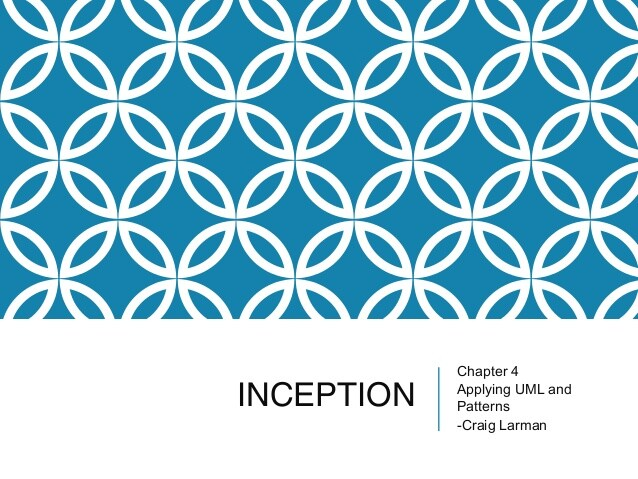 INCEPTION
Chapter 4
Applying UML and
Patterns
-Craig Larman